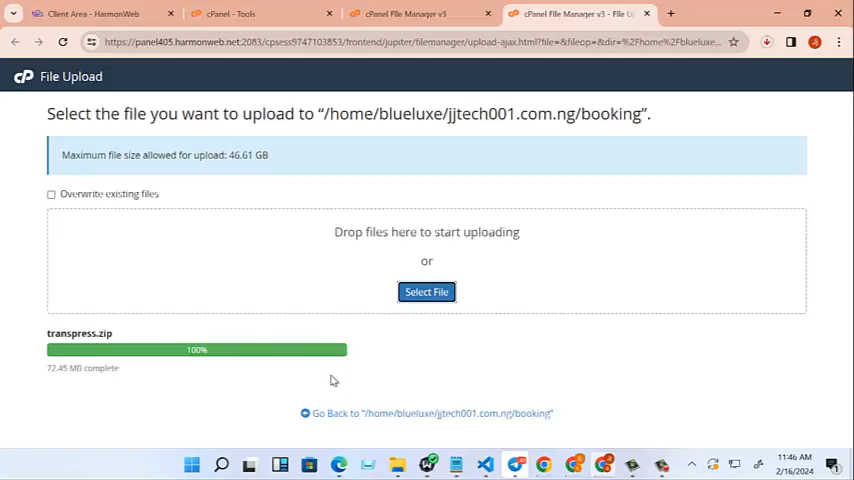 Client Area - HarmonWeb
cPanel - Tools
cPanel File Manager v3
cPanel File Manager v3 - File U
https://panel405.harmonweb.net:2083/cpsess9747103853/frontend/jupiter/filemanager/upload-ajax.html?file=&fileop=&dir=%2Fhome%2Fblueluxe...
JJ
cP File Upload
Select the file you want to upload to “/home/blueluxe/jjtech001.com.ng/booking”.
Maximum file size allowed for upload: 46.61 GB
Overwrite existing files
Drop files here to start uploading
or
Select File
transpress.zip
100%
72.45 MB complete
Go Back to “/home/blueluxe/jjtech001.com.ng/booking”
11:46 AM
2/16/2024